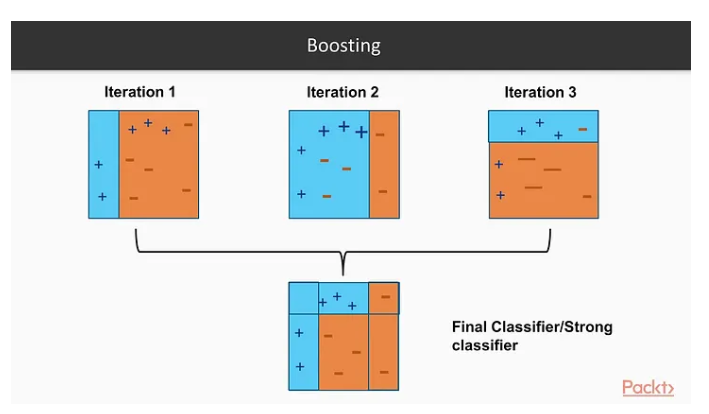 Boosting
Iteration 1
Iteration 2
Iteration 3
Final Classifier/Strong
classifier
Packt>